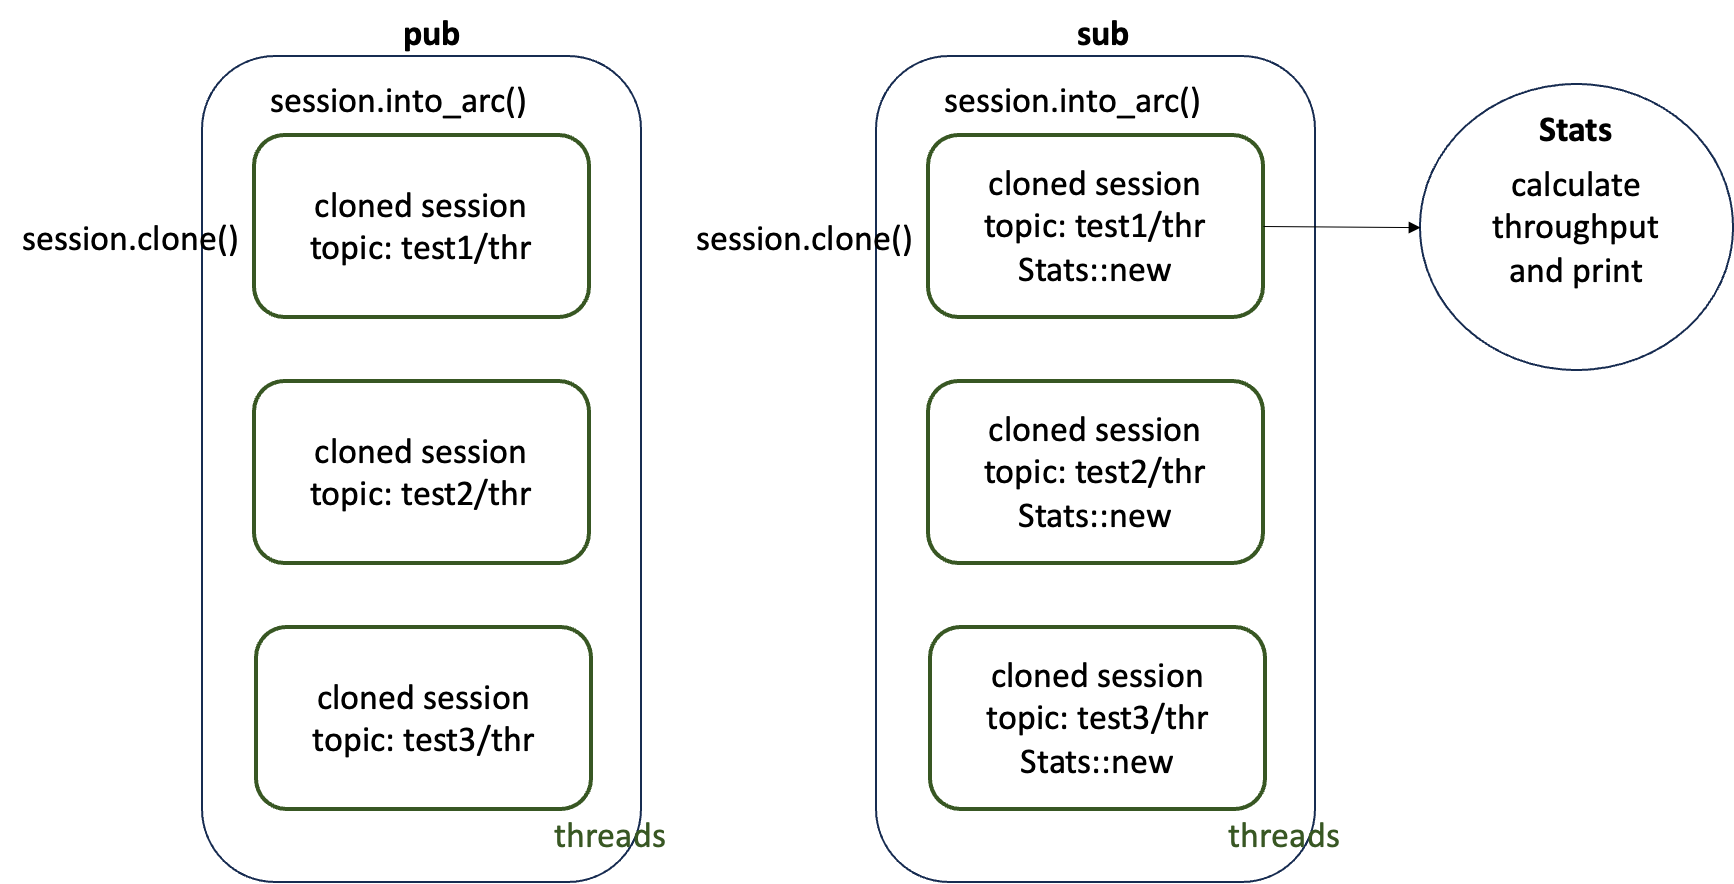 pub
session.into_arc()
session.clone()
cloned session
topic: test1/thr
cloned session
topic: test2/thr
cloned session
topic: test3/thr
threads
sub
session.into_arc()
session.clone()
cloned session
topic: test1/thr
Stats::new
cloned session
topic: test2/thr
Stats::new
cloned session
topic: test3/thr
Stats::new
threads
Stats
calculate
throughput
and print